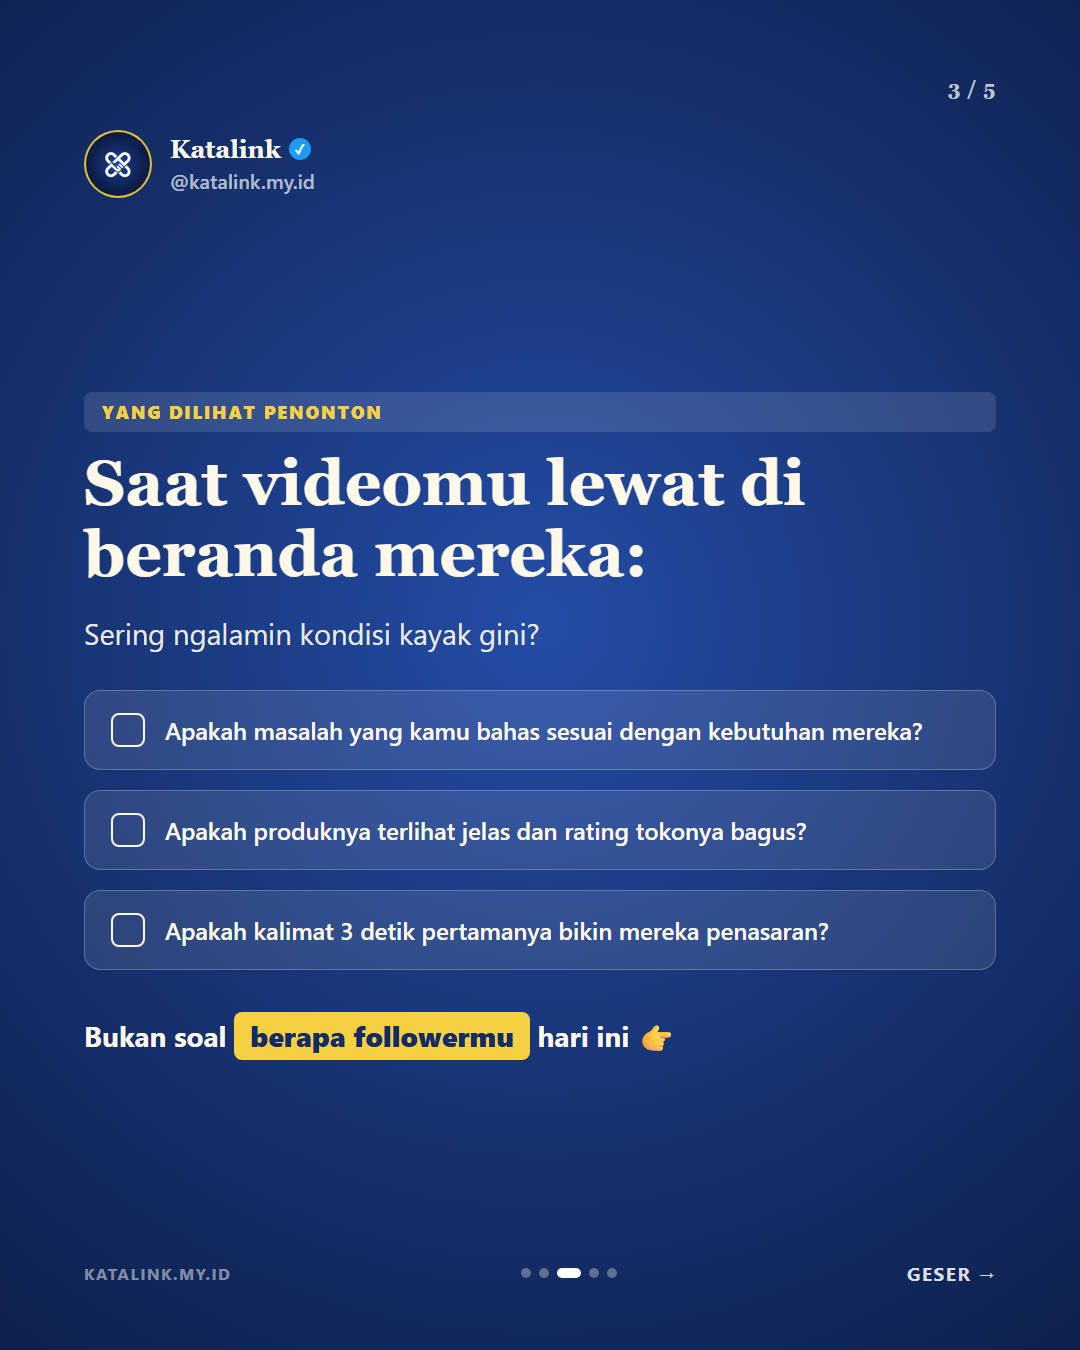 3 / 5
Katalink
@katalink.my.id
YANG DILIHAT PENONTON
Saat videomu lewat di
beranda mereka:
Sering ngalamin kondisi kayak gini?
Apakah masalah yang kamu bahas sesuai dengan kebutuhan mereka?
Apakah produknya terlihat jelas dan rating tokonya bagus?
Apakah kalimat 3 detik pertamanya bikin mereka penasaran?
Bukan soal berapa followermu hari ini 👉
KATALINK.MY.ID
GESER →